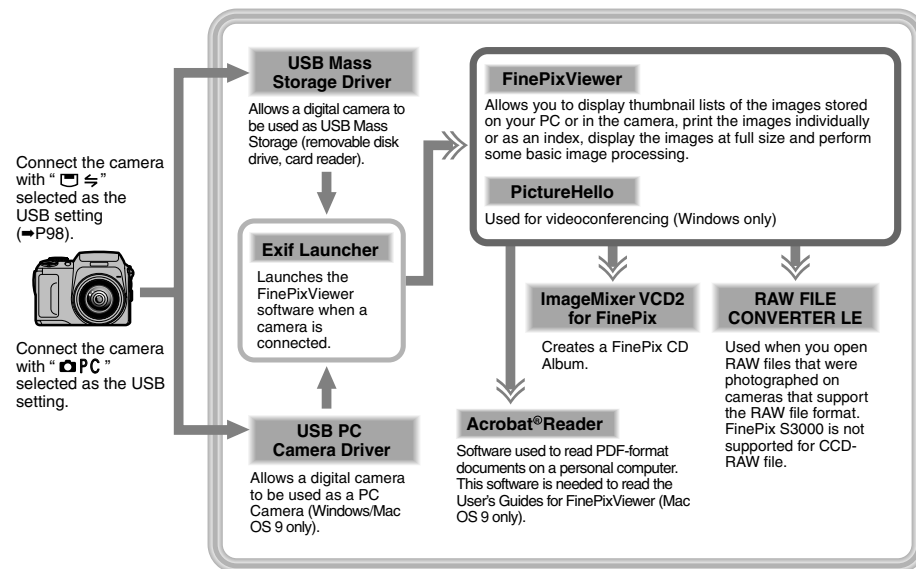 Connect the camera
with “ ⇋”
selected as the
USB setting
(➡P98).
Connect the camera
with “ PC ”
selected as the USB
setting.
USB Mass
Storage Driver
Allows a digital camera to
be used as USB Mass
Storage (removable disk
drive, card reader).
Exif Launcher
Launches the
FinePixViewer
software when a
camera is
connected.
USB PC
Camera Driver
Allows a digital camera
to be used as a PC
Camera (Windows/Mac
OS 9 only).
FinePixViewer
Allows you to display thumbnail lists of the images stored
on your PC or in the camera, print the images individually
or as an index, display the images at full size and perform
some basic image processing.
PictureHello
Used for videoconferencing (Windows only)
ImageMixer VCD2
for FinePix
Creates a FinePix CD
Album.
RAW FILE
CONVERTER LE
Used when you open
RAW files that were
photographed on
cameras that support
the RAW file format.
FinePix S3000 is not
supported for CCD-
RAW file.
Acrobat®Reader
Software used to read PDF-format
documents on a personal computer.
This software is needed to read the
User's Guides for FinePixViewer (Mac
OS 9 only).